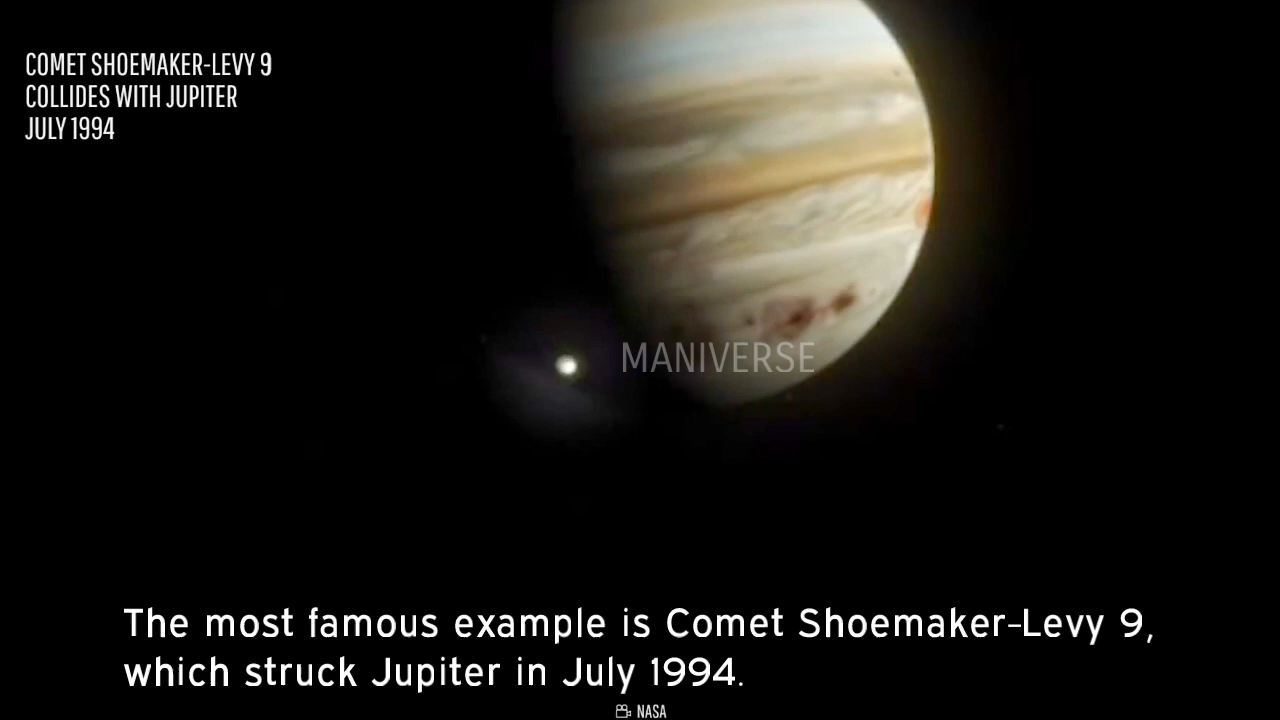 COMET SHOEMAKER-LEVY 9
COLLIDES WITH JUPITER
JULY 1994
MANIVERSE
The most famous example is Comet Shoemaker-Levy 9,
which struck Jupiter in July 1994.
NASA